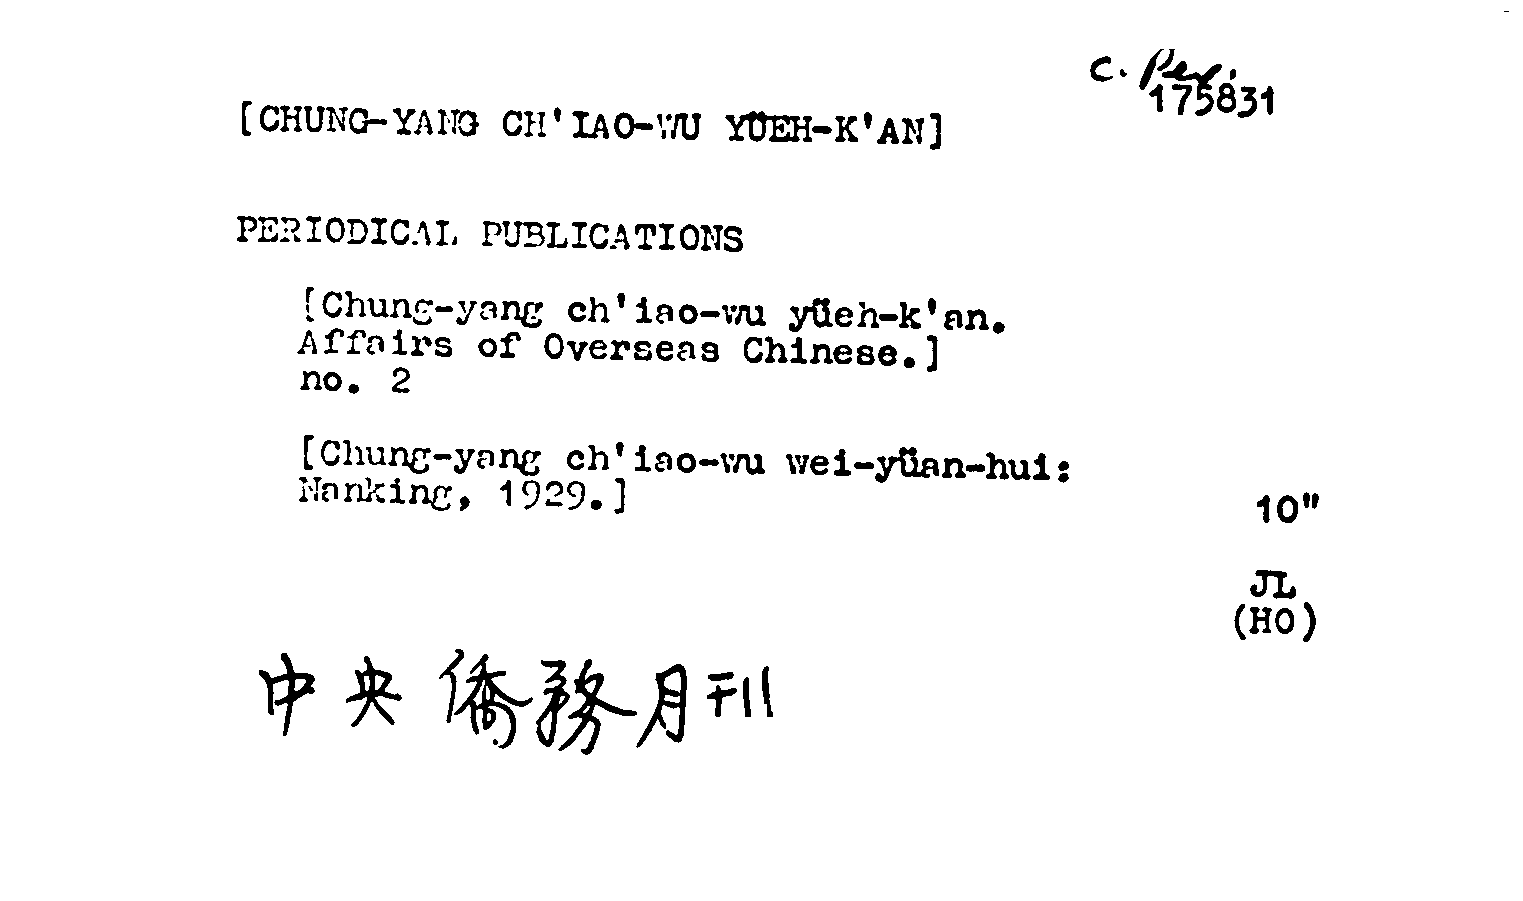 c. Per.
175831
[CHUNG-YANG CH'IAO-WU YÜEH-K'AN]
PERIODICAL PUBLICATIONS
[Chung-yang ch'iao-wu yüeh-k'an.
Affairs of Overseas Chinese.]
no. 2
[Chung-yang ch'iao-wu wei-yüan-hui:
Nanking, 1929.]
10"
JL
(HO)
中央僑務月刊